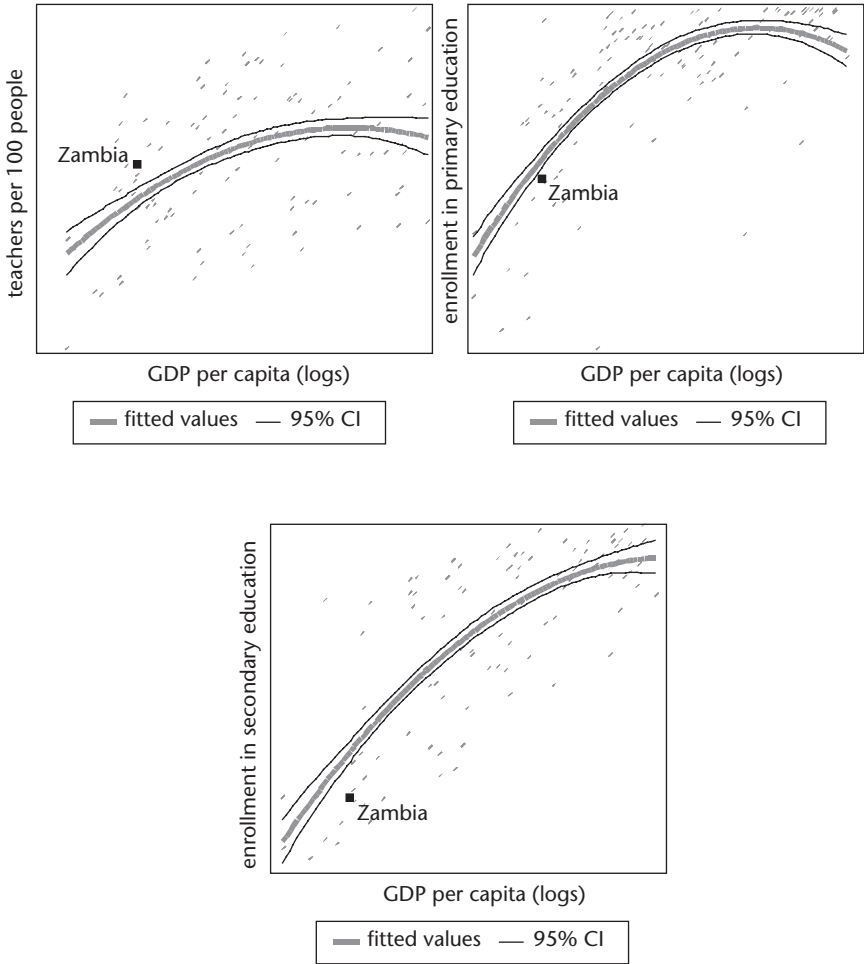 teachers per 100 people
Zambia
GDP per capita (logs)
fitted values 95% CI
enrollment in primary education
Zambia
GDP per capita (logs)
fitted values 95% CI
enrollment in secondary education
Zambia
GDP per capita (logs)
fitted values 95% CI